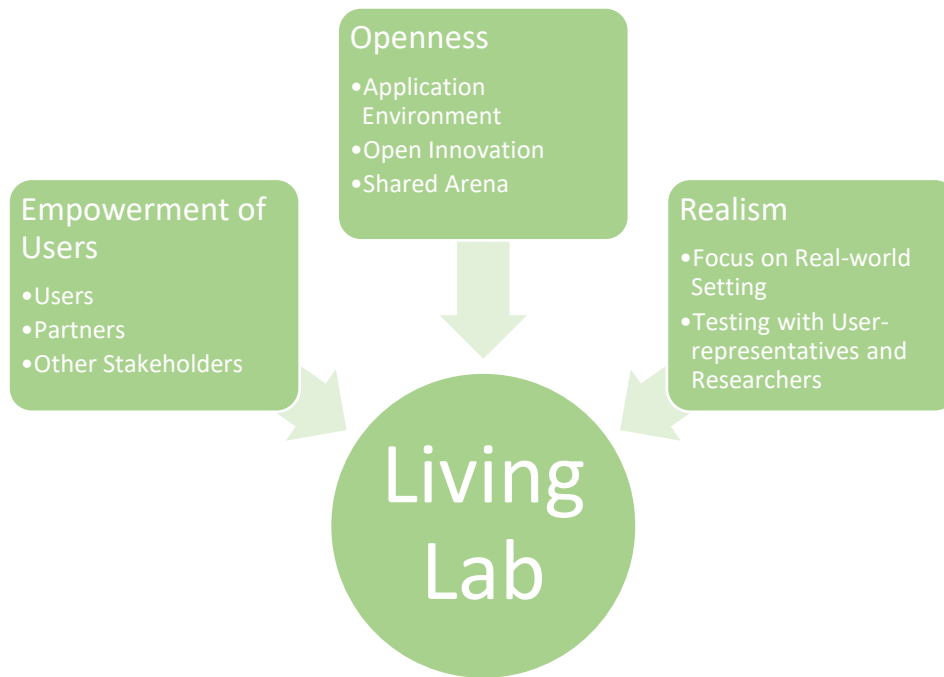 Openness
•Application
Environment
•Open Innovation
•Shared Arena
Empowerment of
Users
•Users
•Partners
•Other Stakeholders
Realism
•Focus on Real-world
Setting
•Testing with User-
representatives and
Researchers
Living
Lab